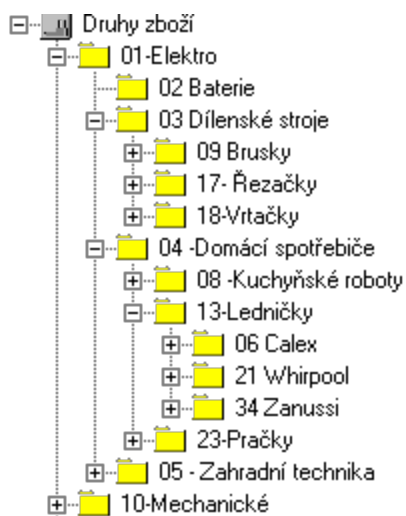 Druhy zboží
01-Elektro
02 Baterie
03 Dílenské stroje
09 Brusky
17- Řezačky
18-Vrtačky
04 -Domácí spotřebiče
08 -Kuchyňské roboty
13-Ledničky
06 Calex
21 Whirpool
34 Zanussi
23-Pračky
05 - Zahradní technika
10-Mechanické